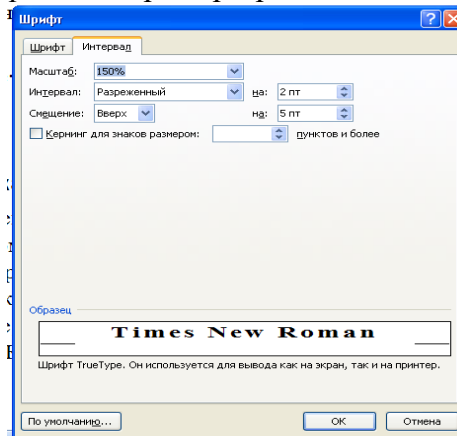 Шрифт
Шрифт Интервал
Масштаб: 150%
Интервал: Разреженный на: 2 пт
Смещение: Вверх на: 5 пт
Кернинг для знаков размером: пунктов и более
Образец
Times New Roman
Шрифт TrueType. Он используется для вывода как на экран, так и на принтер.
По умолчанию... ОК Отмена